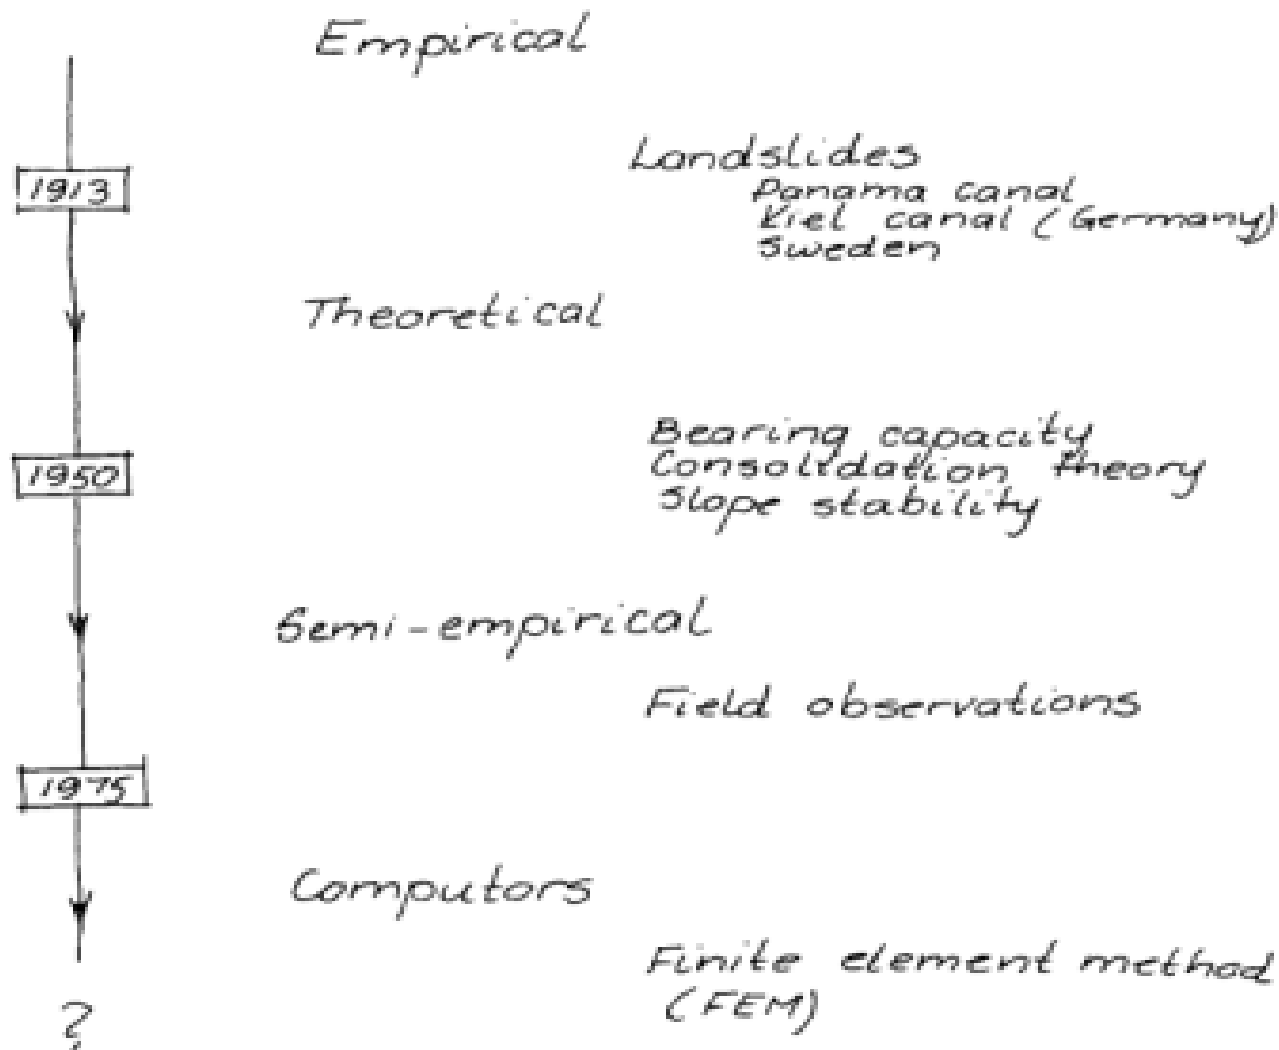 Empirical
Landslides
1913
Panama canal
Kiel canal (Germany)
Sweden
Theoretical
Bearing capacity
Consolidation theory
1950
Slope stability
Semi-empirical
Field observations
1975
Computors
Finite element method
(FEM)
?